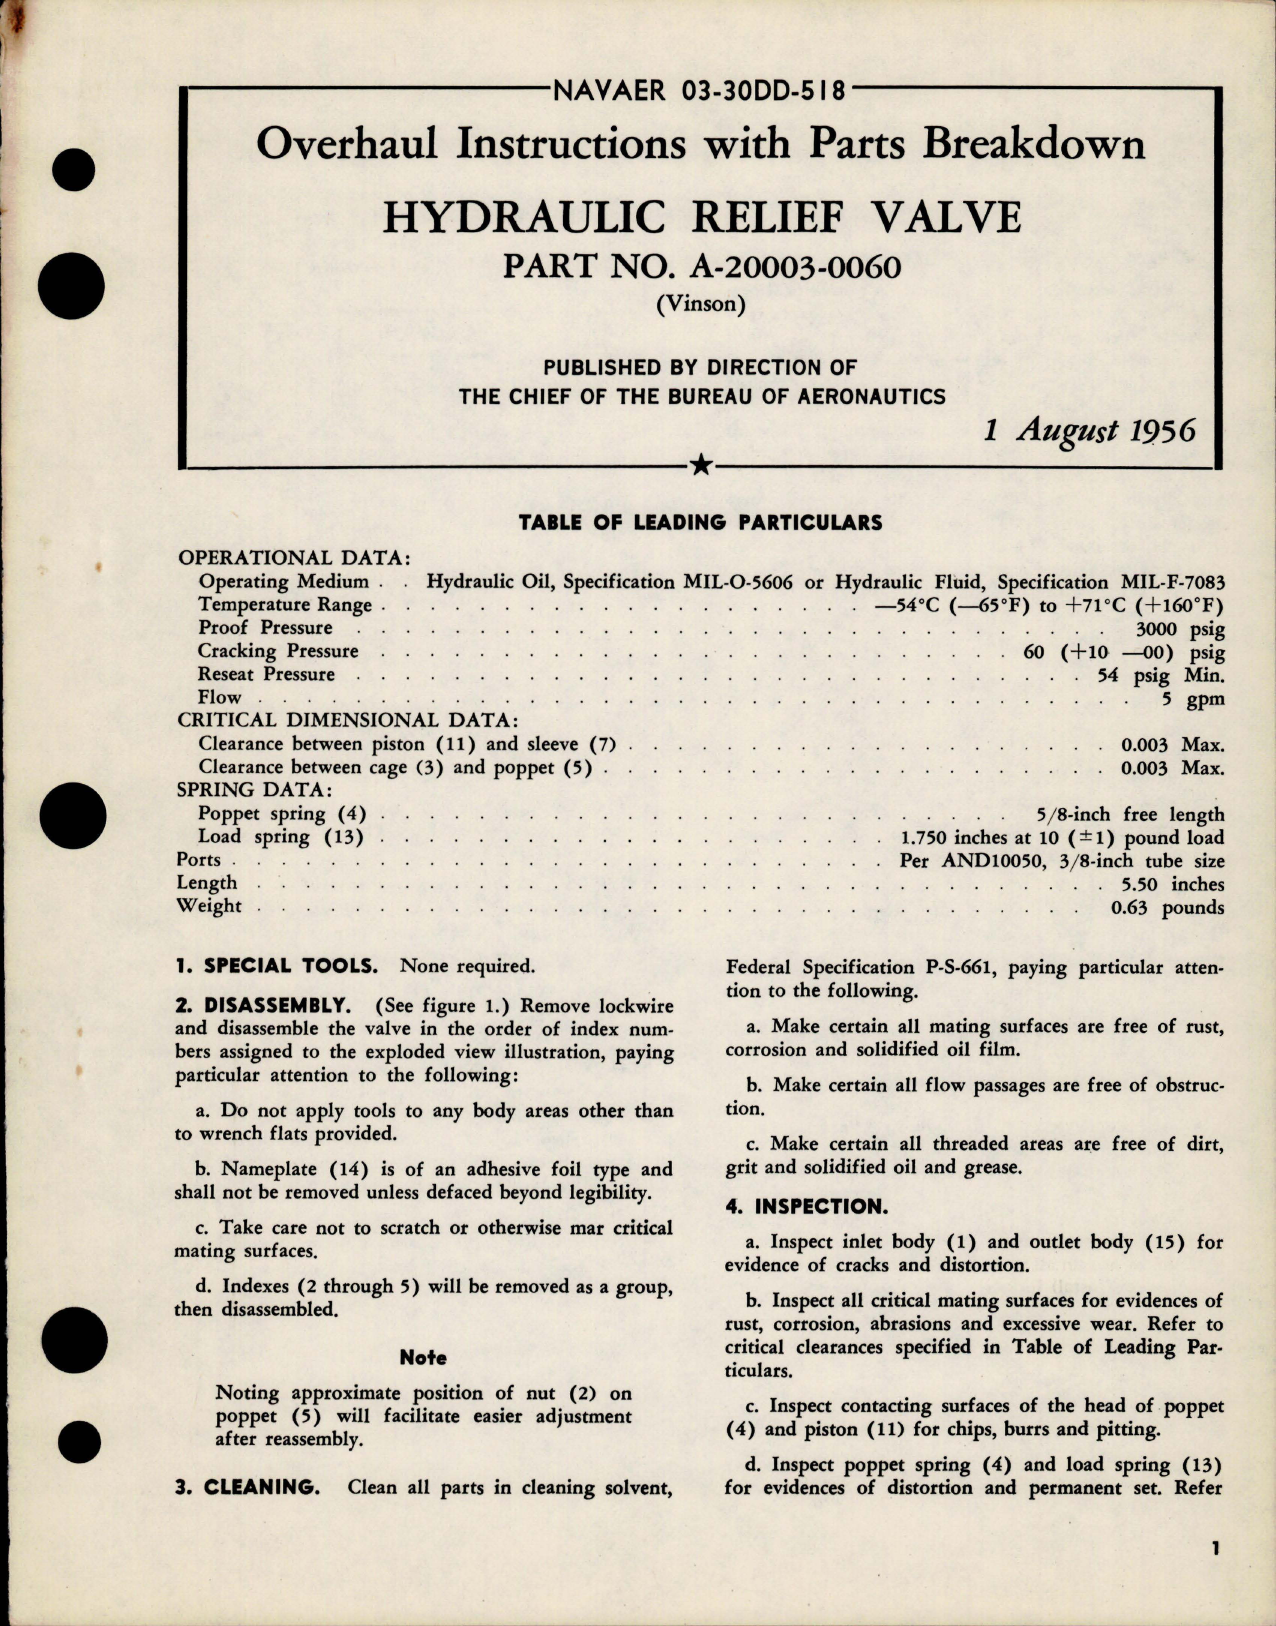 NAVAER 03-30DD-518
Overhaul Instructions with Parts Breakdown
HYDRAULIC RELIEF VALVE
PART NO. A-20003-0060
(Vinson)
PUBLISHED BY DIRECTION OF
THE CHIEF OF THE BUREAU OF AERONAUTICS
1 August 1956
TABLE OF LEADING PARTICULARS
OPERATIONAL DATA:
Operating Medium . . Hydraulic Oil, Specification MIL-O-5606 or Hydraulic Fluid, Specification MIL-F-7083
Temperature Range . . . . . . . . . . . . . . . . . . . . —54°C (—65°F) to +71°C (+160°F)
Proof Pressure . . . . . . . . . . . . . . . . . . . . . . . . . . . . . . 3000 psig
Cracking Pressure . . . . . . . . . . . . . . . . . . . . . . . . . . 60 (+10 —00) psig
Reseat Pressure . . . . . . . . . . . . . . . . . . . . . . . . . . . . . 54 psig Min.
Flow . . . . . . . . . . . . . . . . . . . . . . . . . . . . . . . . . . . 5 gpm
CRITICAL DIMENSIONAL DATA:
Clearance between piston (11) and sleeve (7) . . . . . . . . . . . . . . . . . . . . 0.003 Max.
Clearance between cage (3) and poppet (5) . . . . . . . . . . . . . . . . . . . . . 0.003 Max.
SPRING DATA:
Poppet spring (4) . . . . . . . . . . . . . . . . . . . . . . . . . . 5/8-inch free length
Load spring (13) . . . . . . . . . . . . . . . . . . . . . 1.750 inches at 10 (±1) pound load
Ports . . . . . . . . . . . . . . . . . . . . . . . . . . . Per AND10050, 3/8-inch tube size
Length . . . . . . . . . . . . . . . . . . . . . . . . . . . . . . . . . . . 5.50 inches
Weight . . . . . . . . . . . . . . . . . . . . . . . . . . . . . . . . . . 0.63 pounds
1. SPECIAL TOOLS. None required.
2. DISASSEMBLY. (See figure 1.) Remove lockwire
and disassemble the valve in the order of index num-
bers assigned to the exploded view illustration, paying
particular attention to the following:
a. Do not apply tools to any body areas other than
to wrench flats provided.
b. Nameplate (14) is of an adhesive foil type and
shall not be removed unless defaced beyond legibility.
c. Take care not to scratch or otherwise mar critical
mating surfaces.
d. Indexes (2 through 5) will be removed as a group,
then disassembled.
Note
Noting approximate position of nut (2) on
poppet (5) will facilitate easier adjustment
after reassembly.
3. CLEANING. Clean all parts in cleaning solvent,
Federal Specification P-S-661, paying particular atten-
tion to the following.
a. Make certain all mating surfaces are free of rust,
corrosion and solidified oil film.
b. Make certain all flow passages are free of obstruc-
tion.
c. Make certain all threaded areas are free of dirt,
grit and solidified oil and grease.
4. INSPECTION.
a. Inspect inlet body (1) and outlet body (15) for
evidence of cracks and distortion.
b. Inspect all critical mating surfaces for evidences of
rust, corrosion, abrasions and excessive wear. Refer to
critical clearances specified in Table of Leading Par-
ticulars.
c. Inspect contacting surfaces of the head of poppet
(4) and piston (11) for chips, burrs and pitting.
d. Inspect poppet spring (4) and load spring (13)
for evidences of distortion and permanent set. Refer
1